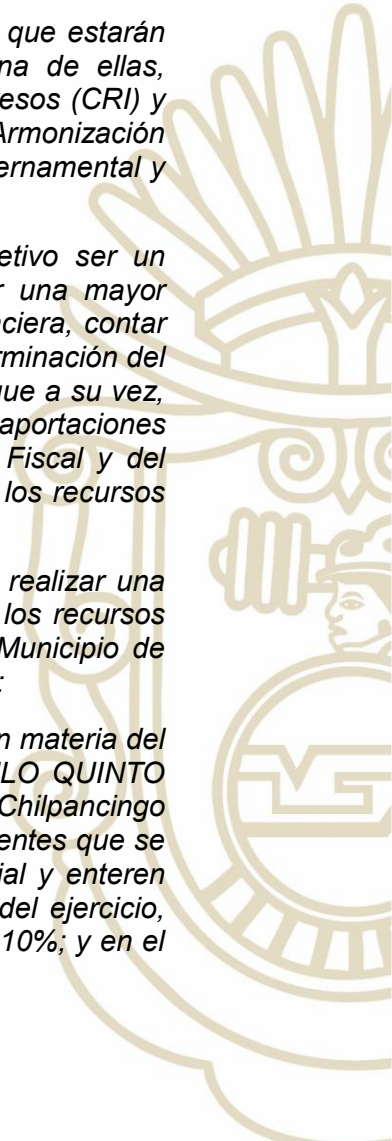 que estarán
na de ellas,
esos (CRI) y
Armonización
ernamental y
etivo ser un
r una mayor
nciera, contar
rminación del
que a su vez,
aportaciones
Fiscal y del
los recursos
realizar una
los recursos
Municipio de
:
n materia del
LO QUINTO
Chilpancingo
entes que se
ial y enteren
del ejercicio,
10%; y en el